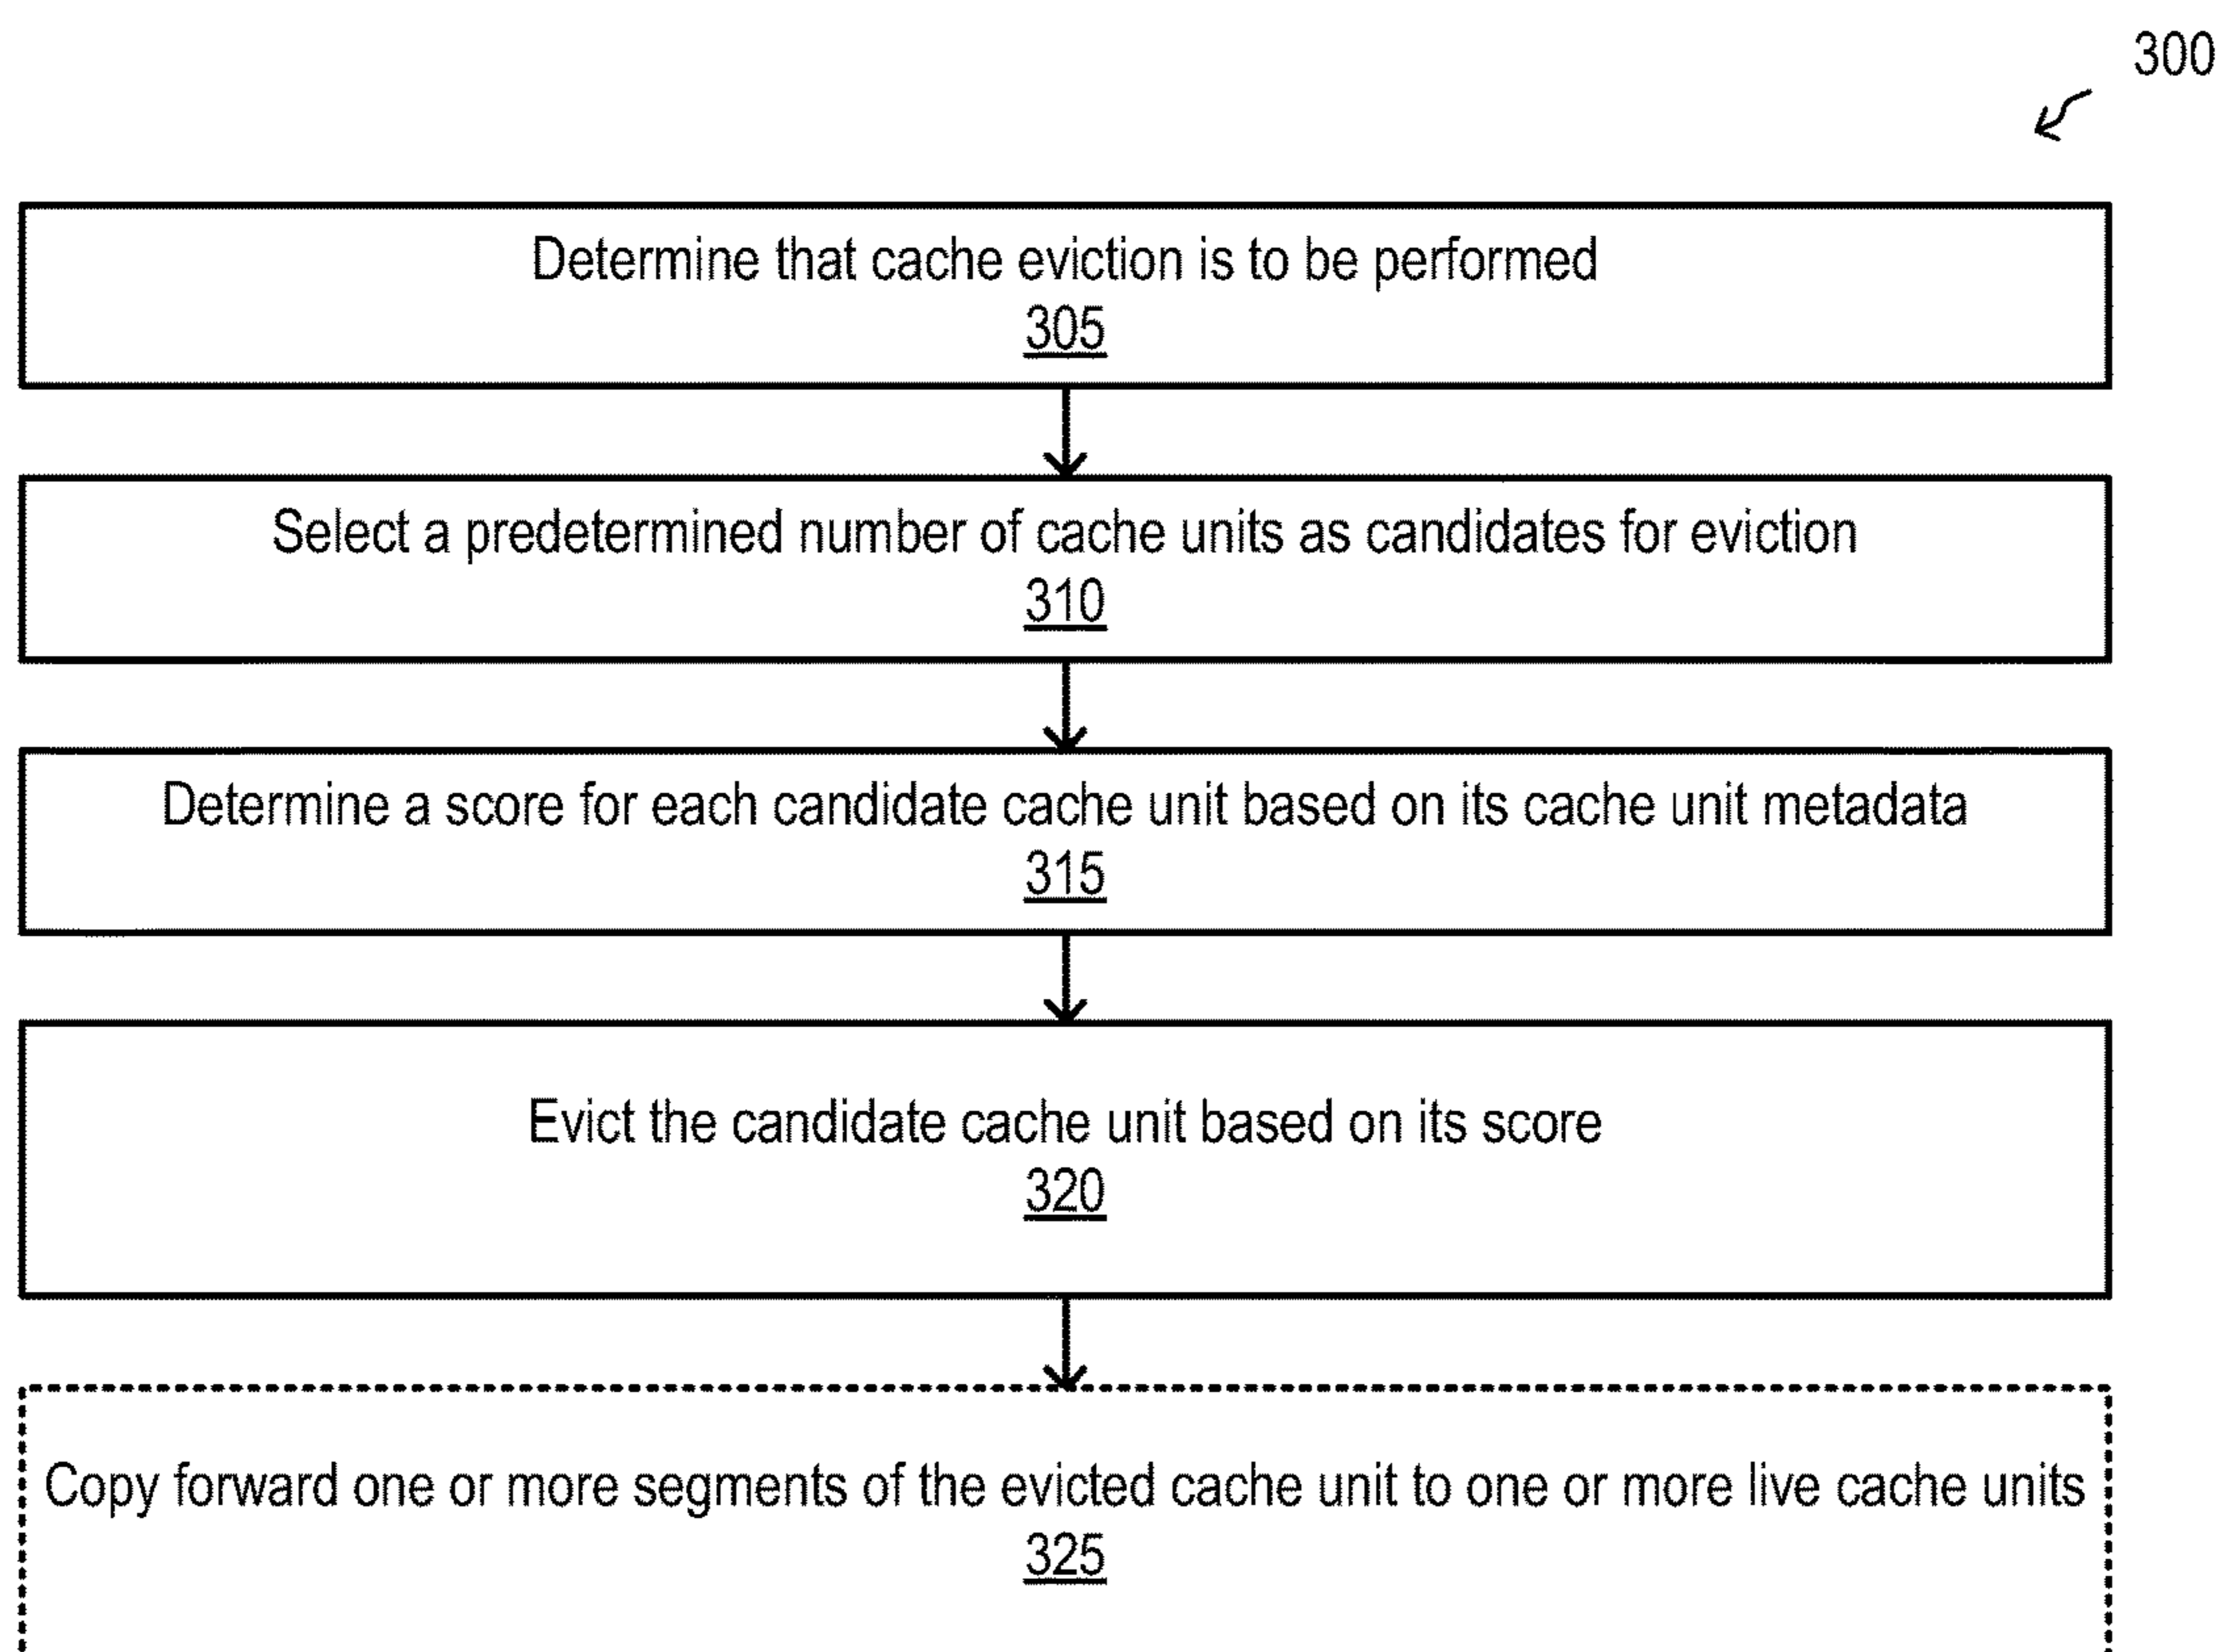 300
Determine that cache eviction is to be performed
305
Select a predetermined number of cache units as candidates for eviction
310
Determine a score for each candidate cache unit based on its cache unit metadata
315
Evict the candidate cache unit based on its score
320
Copy forward one or more segments of the evicted cache unit to one or more live cache units
325